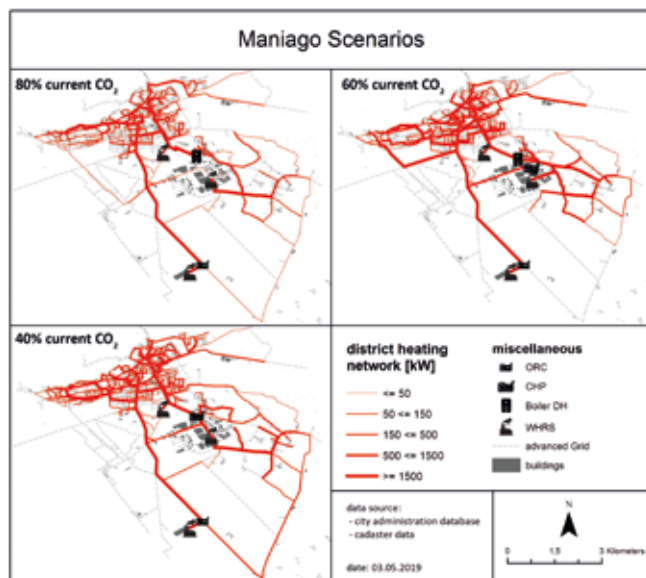 Maniago Scenarios
80% current CO2
60% current CO2
40% current CO2
district heating
network [kW]
<= 50
50 <= 150
150 <= 500
500 <= 1500
>= 1500
miscellaneous
ORC
CHP
Boiler DH
WHRS
advanced Grid
buildings
data source:
- city administration database
- cadaster data
date: 03.05.2019
N
0 1,5 3 Kilometers